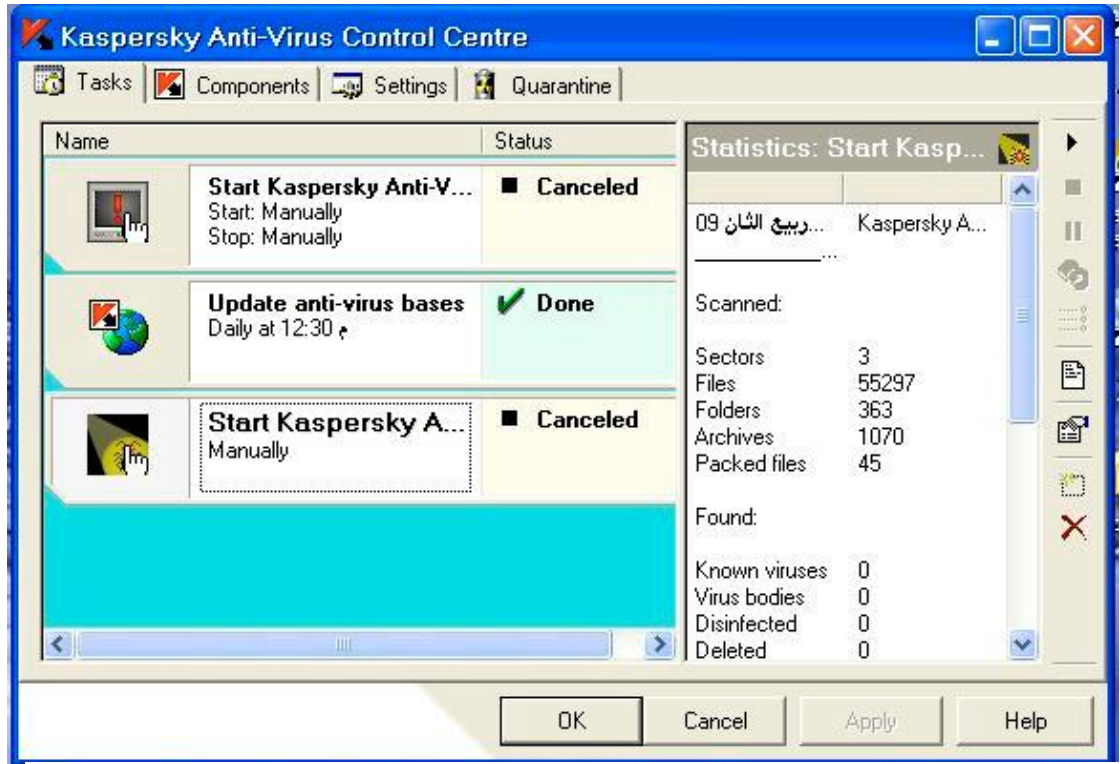 Kaspersky Anti-Virus Control Centre
Tasks Components Settings Quarantine
Name Status
Start Kaspersky Anti-V... Canceled
Start: Manually
Stop: Manually
Update anti-virus bases Done
Daily at 12:30 م
Start Kaspersky A... Canceled
Manually
Statistics: Start Kasp...
09 ربيع الثان... Kaspersky A...
...
Scanned:
Sectors 3
Files 55297
Folders 363
Archives 1070
Packed files 45
Found:
Known viruses 0
Virus bodies 0
Disinfected 0
Deleted 0
OK Cancel Apply Help